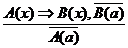 A(x) ⇒ B(x), B̅(̅a̅)̅
A̅(̅a̅)̅